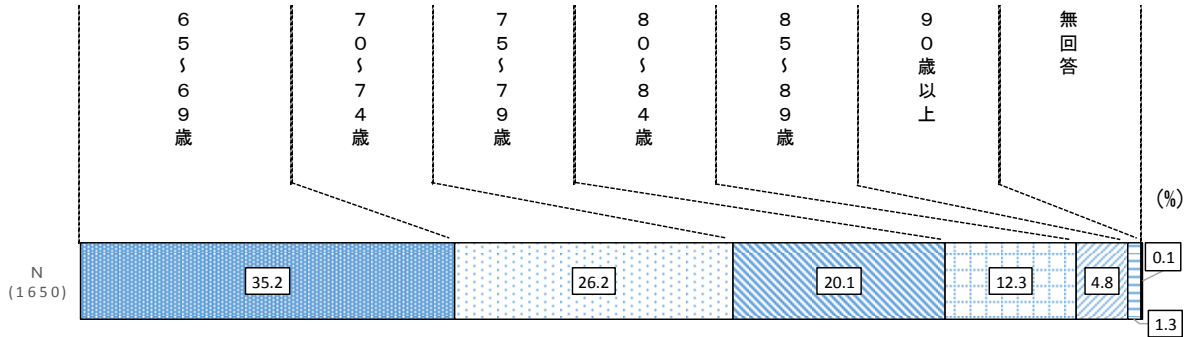 65～69歳
70～74歳
75～79歳
80～84歳
85～89歳
90歳以上
無回答
(%)
N
(1650)
35.2
26.2
20.1
12.3
4.8
0.1
1.3